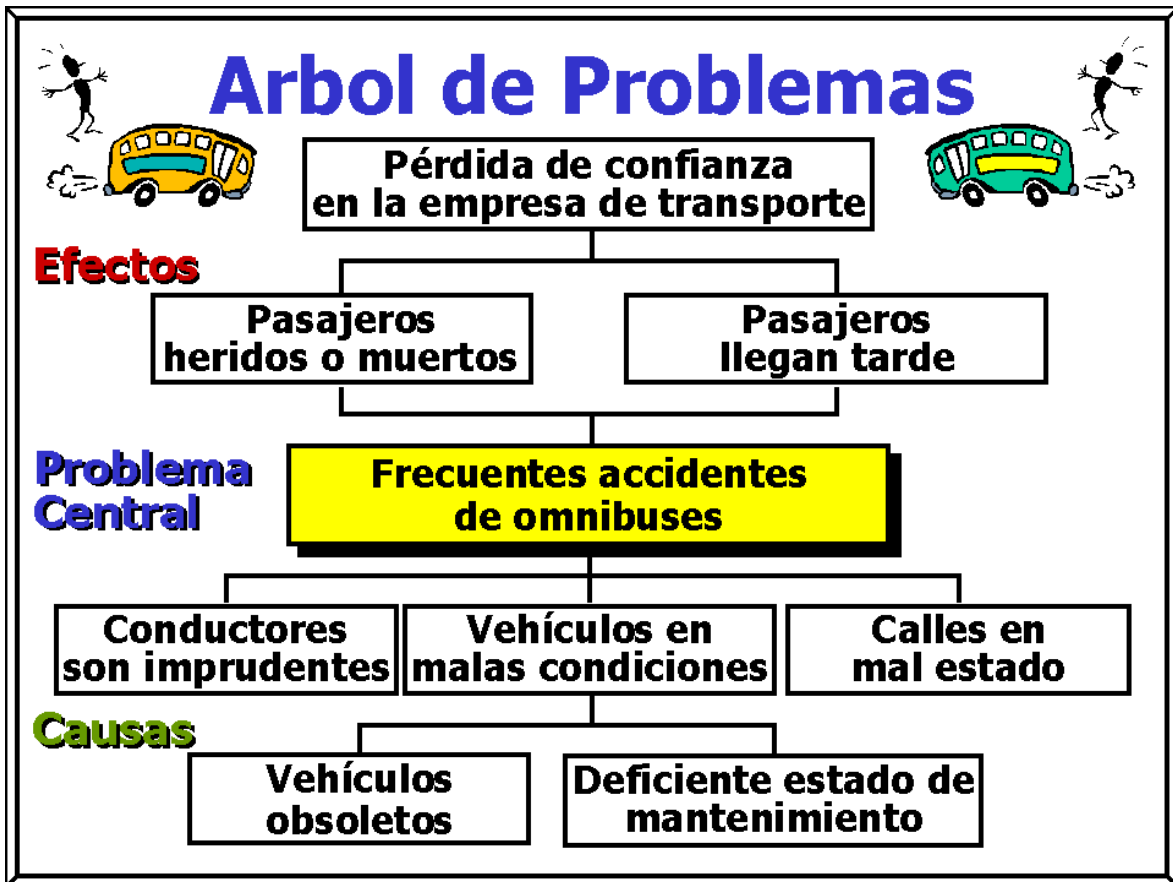 Arbol de Problemas
Pérdida de confianza
en la empresa de transporte
Efectos
Pasajeros
heridos o muertos
Pasajeros
llegan tarde
Problema
Central
Frecuentes accidentes
de omnibuses
Conductores
son imprudentes
Vehículos en
malas condiciones
Calles en
mal estado
Causas
Vehículos
obsoletos
Deficiente estado de
mantenimiento